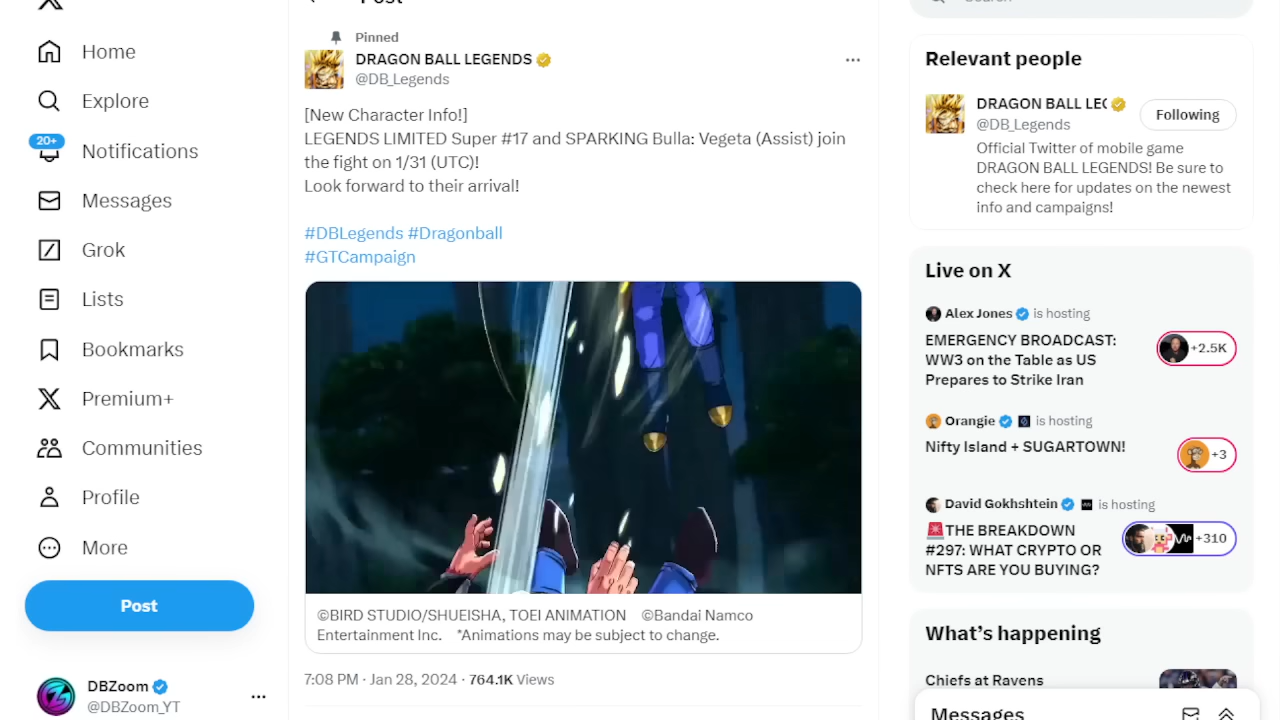 Post
Home
Explore
20+
Notifications
Messages
Grok
Lists
Bookmarks
Premium+
Communities
Profile
More
Post
DBZoom
@DBZoom_YT
Pinned
DRAGON BALL LEGENDS
@DB_Legends
[New Character Info!]
LEGENDS LIMITED Super #17 and SPARKING Bulla: Vegeta (Assist) join
the fight on 1/31 (UTC)!
Look forward to their arrival!
#DBLegends #Dragonball
#GTCampaign
©BIRD STUDIO/SHUEISHA, TOEI ANIMATION ©Bandai Namco
Entertainment Inc. *Animations may be subject to change.
7:08 PM · Jan 28, 2024 · 764.1K Views
Search
Relevant people
DRAGON BALL LEG
Following
@DB_Legends
Official Twitter of mobile game
DRAGON BALL LEGENDS! Be sure to
check here for updates on the newest
info and campaigns!
Live on X
Alex Jones is hosting
EMERGENCY BROADCAST:
WW3 on the Table as US
Prepares to Strike Iran
+2.5K
Orangie is hosting
Nifty Island + SUGARTOWN!
+3
David Gokhshtein is hosting
🚨THE BREAKDOWN
#297: WHAT CRYPTO OR
NFTS ARE YOU BUYING?
+310
What's happening
Chiefs at Ravens
Messages